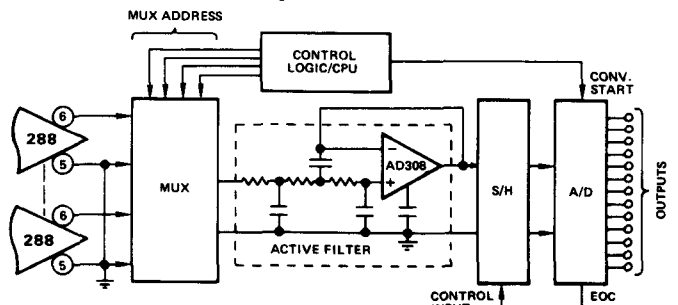 MUX ADDRESS
CONTROL
LOGIC/CPU
CONV.
START
6
288
5
6
288
5
MUX
-
AD308
+
ACTIVE FILTER
S/H
A/D
OUTPUTS
CONTROL
EOC